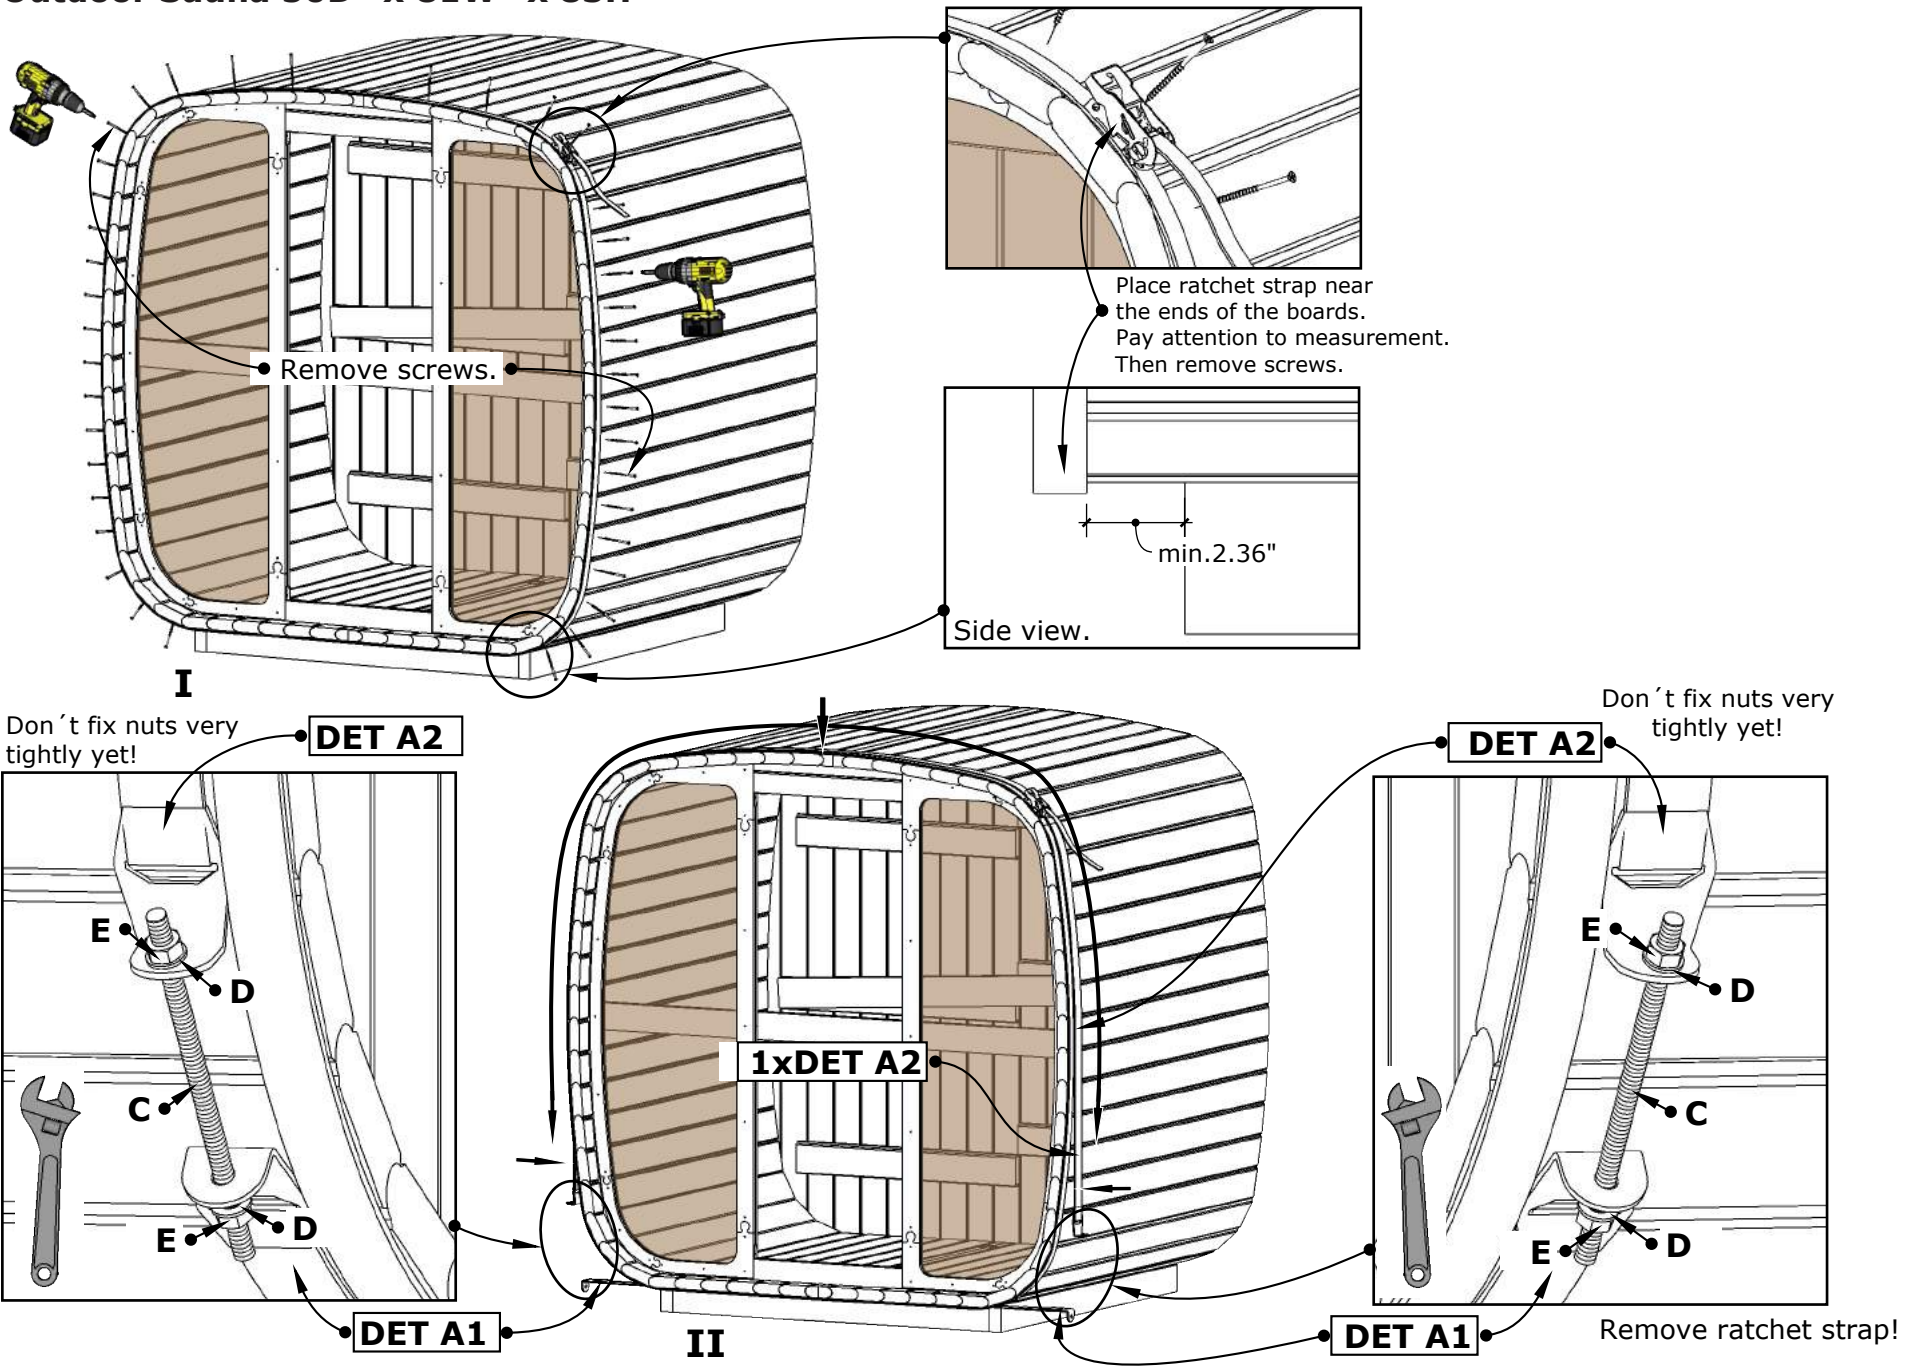 Place ratchet strap near
the ends of the boards.
Pay attention to measurement.
Then remove screws.
Remove screws.
min.2.36"
Side view.
I
Don´t fix nuts very
tightly yet!
DET A2
E
D
C
E
D
DET A1
1xDET A2
II
Don´t fix nuts very
tightly yet!
DET A2
E
D
C
E
D
DET A1
Remove ratchet strap!